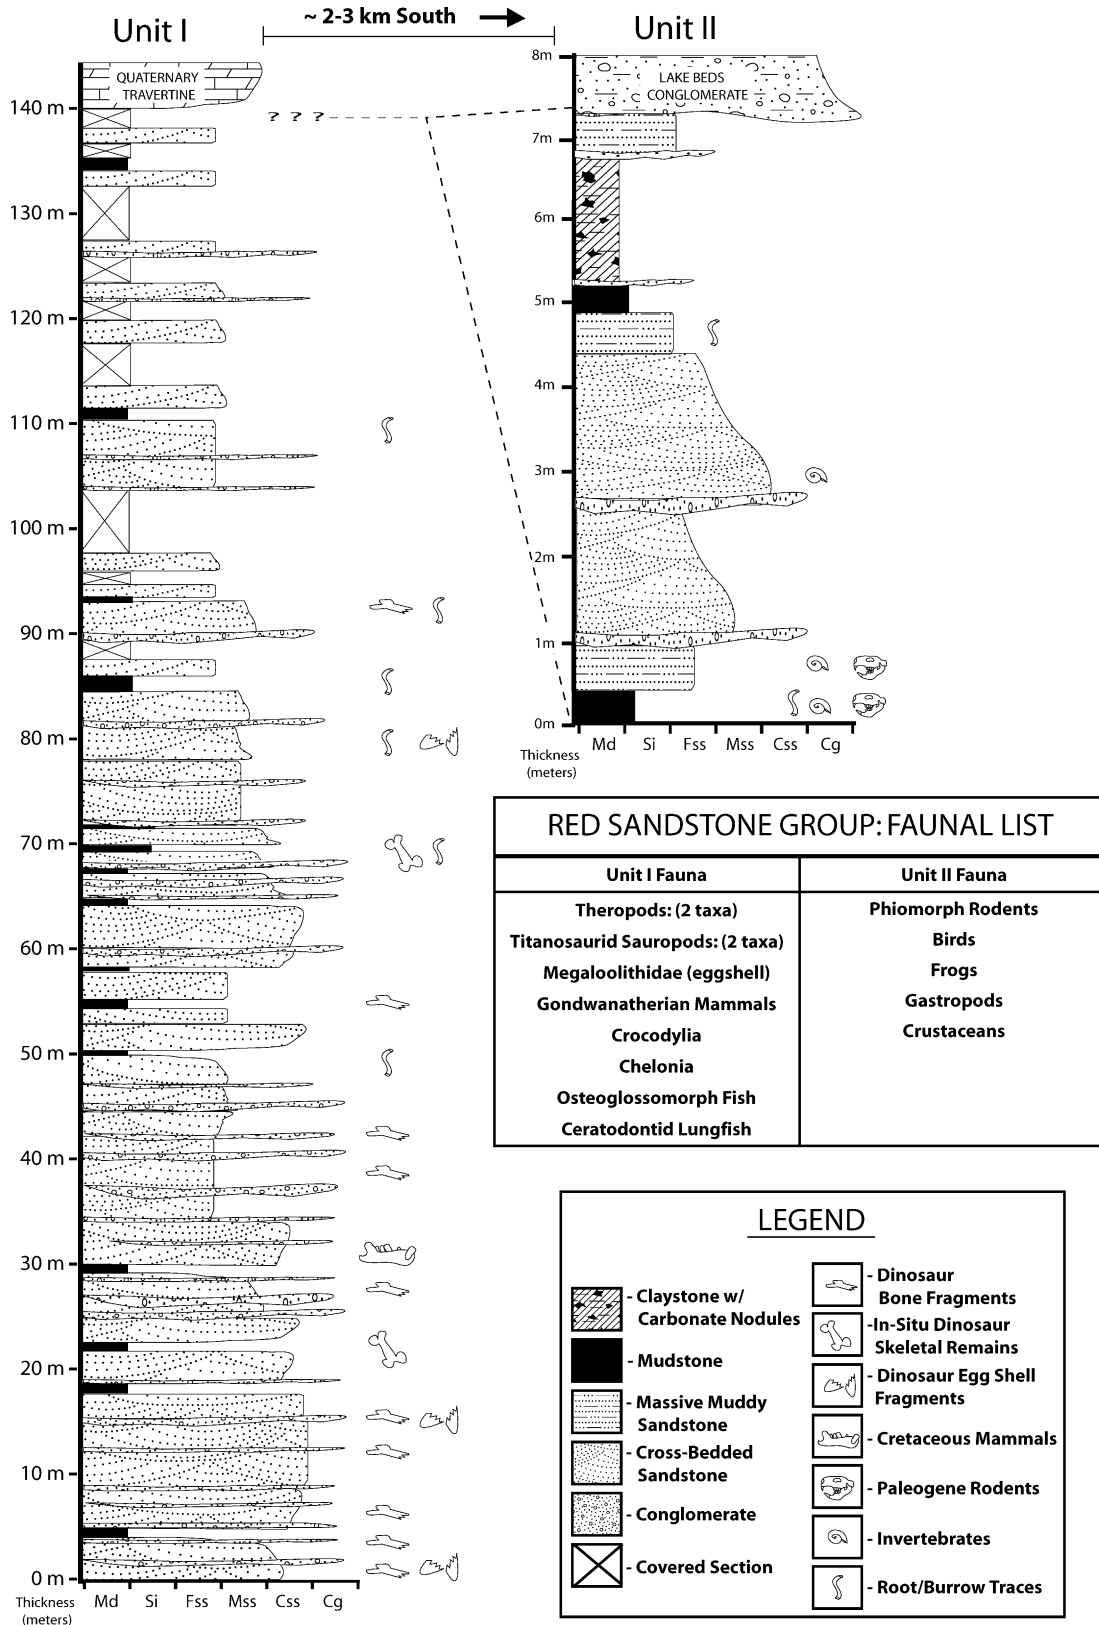 Unit I
~ 2-3 km South
Unit II
QUATERNARY
TRAVERTINE
140 m
130 m
120 m
110 m
100 m
90 m
80 m
70 m
60 m
50 m
40 m
30 m
20 m
10 m
0 m
Thickness
(meters)
Md Si Fss Mss Css Cg
? ? ?
8m
LAKE BEDS
CONGLOMERATE
7m
6m
5m
4m
3m
2m
1m
0m
Thickness
(meters)
Md Si Fss Mss Css Cg
RED SANDSTONE GROUP: FAUNAL LIST
Unit I Fauna
Theropods: (2 taxa)
Titanosaurid Sauropods: (2 taxa)
Megaloolithidae (eggshell)
Gondwanatherian Mammals
Crocodylia
Chelonia
Osteoglossomorph Fish
Ceratodontid Lungfish
Unit II Fauna
Phiomorph Rodents
Birds
Frogs
Gastropods
Crustaceans
LEGEND
- Claystone w/
Carbonate Nodules
- Mudstone
- Massive Muddy
Sandstone
- Cross-Bedded
Sandstone
- Conglomerate
- Covered Section
- Dinosaur
Bone Fragments
-In-Situ Dinosaur
Skeletal Remains
- Dinosaur Egg Shell
Fragments
- Cretaceous Mammals
- Paleogene Rodents
- Invertebrates
- Root/Burrow Traces